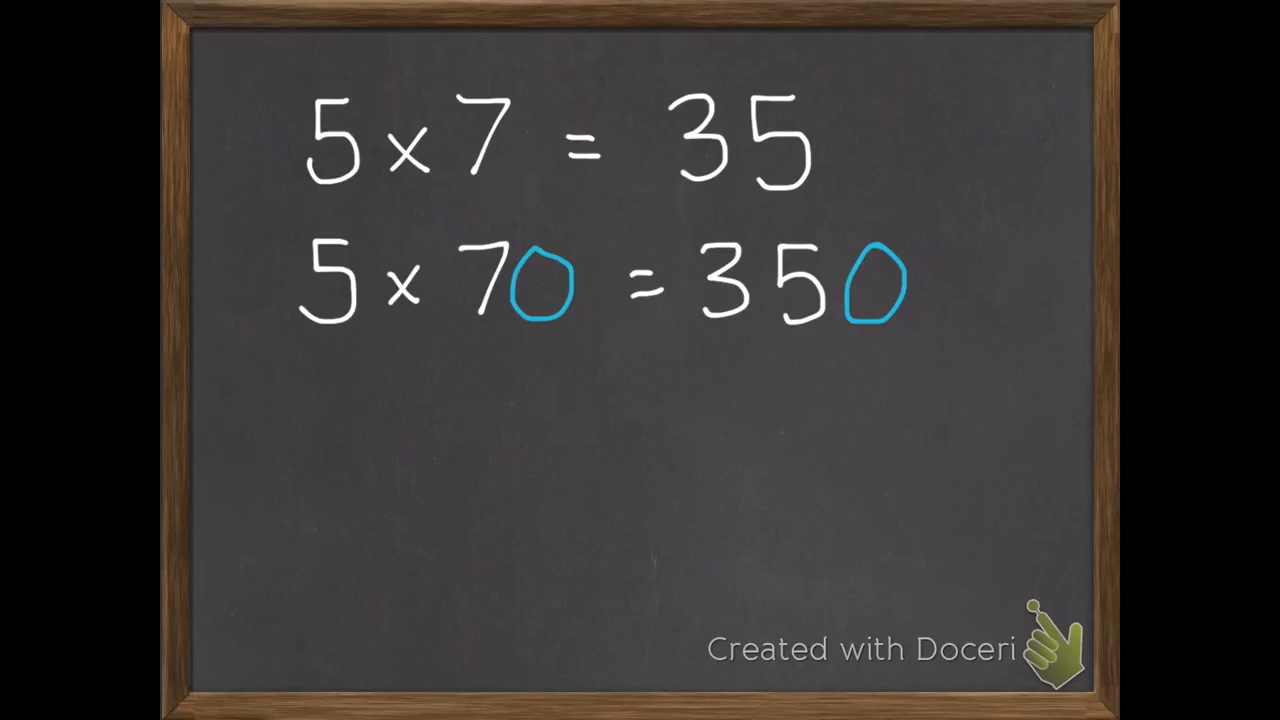 5 × 7 = 35
5 × 70 = 350
Created with Doceri